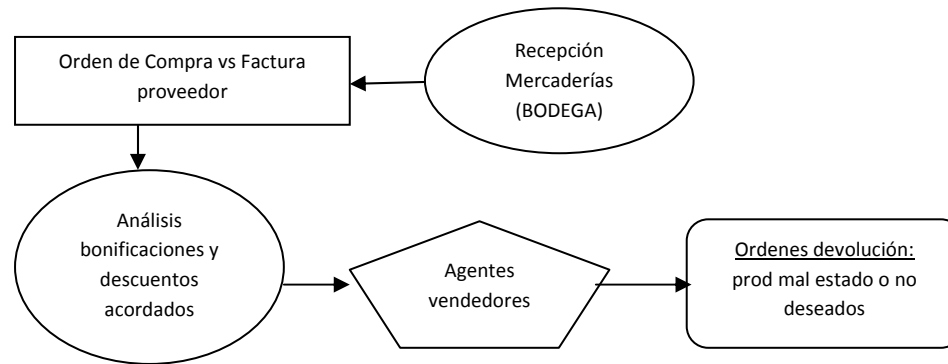 Orden de Compra vs Factura
proveedor
Recepción
Mercaderías
(BODEGA)
Análisis
bonificaciones y
descuentos
acordados
Agentes
vendedores
Ordenes devolución:
prod mal estado o no
deseados